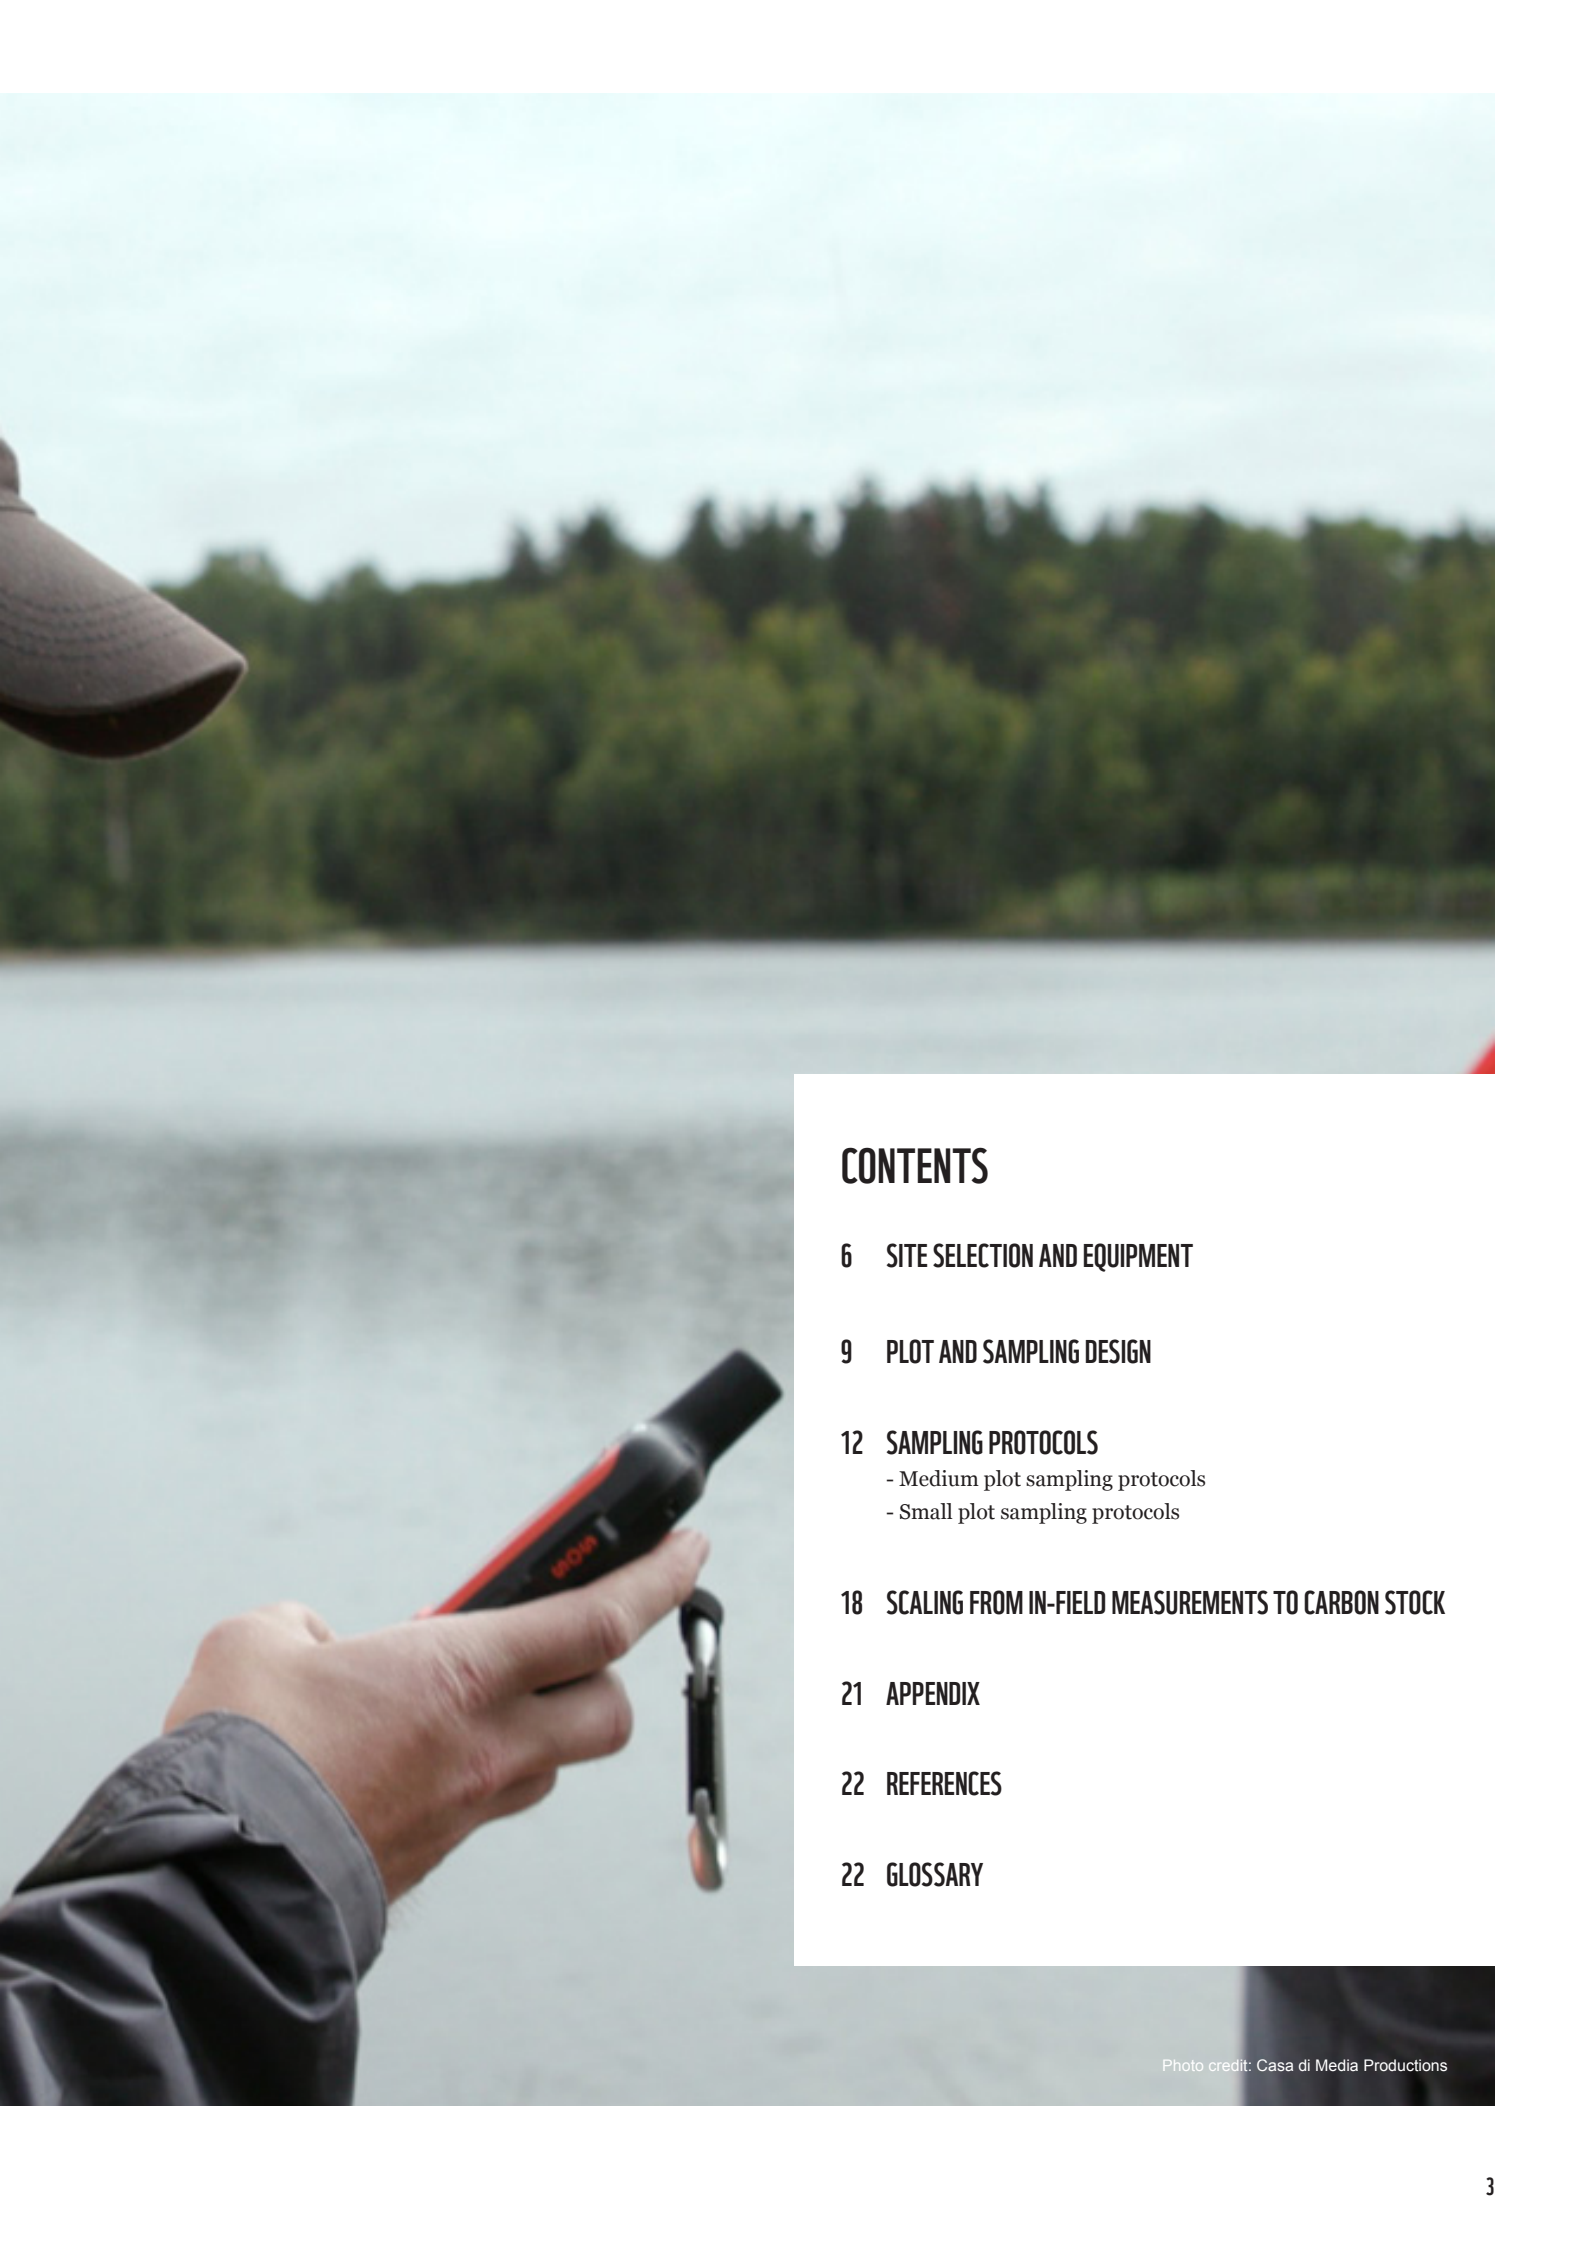 SOS
CONTENTS
6 SITE SELECTION AND EQUIPMENT
9 PLOT AND SAMPLING DESIGN
12 SAMPLING PROTOCOLS
- Medium plot sampling protocols
- Small plot sampling protocols
18 SCALING FROM IN-FIELD MEASUREMENTS TO CARBON STOCK
21 APPENDIX
22 REFERENCES
22 GLOSSARY
Photo credit: Casa di Media Productions
3